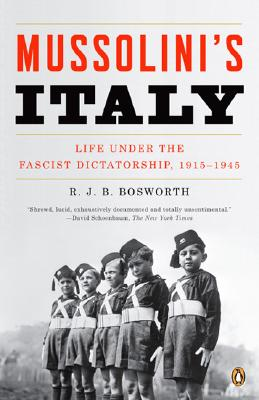 MUSSOLINI'S
ITALY
LIFE UNDER THE
FASCIST DICTATORSHIP, 1915–1945
R. J. B. BOSWORTH
"Shrewd, lucid, exhaustively documented and totally unsentimental."
—David Schoenbaum, The New York Times